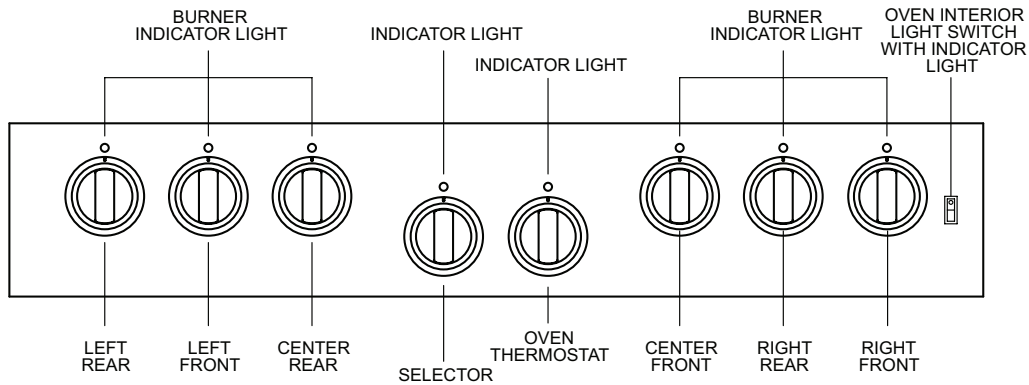 BURNER
INDICATOR LIGHT
INDICATOR LIGHT
INDICATOR LIGHT
BURNER
INDICATOR LIGHT
OVEN INTERIOR
LIGHT SWITCH
WITH INDICATOR
LIGHT
LEFT
REAR
LEFT
FRONT
CENTER
REAR
SELECTOR
OVEN
THERMOSTAT
CENTER
FRONT
RIGHT
REAR
RIGHT
FRONT